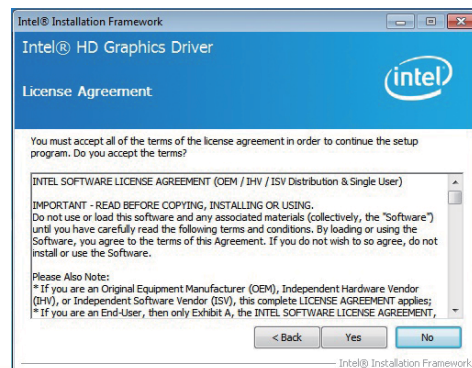 Intel® Installation Framework
Intel® HD Graphics Driver
intel
License Agreement
You must accept all of the terms of the license agreement in order to continue the setup
program. Do you accept the terms?
INTEL SOFTWARE LICENSE AGREEMENT (OEM / IHV / ISV Distribution & Single User)
IMPORTANT - READ BEFORE COPYING, INSTALLING OR USING.
Do not use or load this software and any associated materials (collectively, the "Software")
until you have carefully read the following terms and conditions. By loading or using the
Software, you agree to the terms of this Agreement. If you do not wish to so agree, do not
install or use the Software.
Please Also Note:
* If you are an Original Equipment Manufacturer (OEM), Independent Hardware Vendor
(IHV), or Independent Software Vendor (ISV), this complete LICENSE AGREEMENT applies;
* If you are an End-User, then only Exhibit A, the INTEL SOFTWARE LICENSE AGREEMENT,
< Back Yes No
Intel® Installation Framework